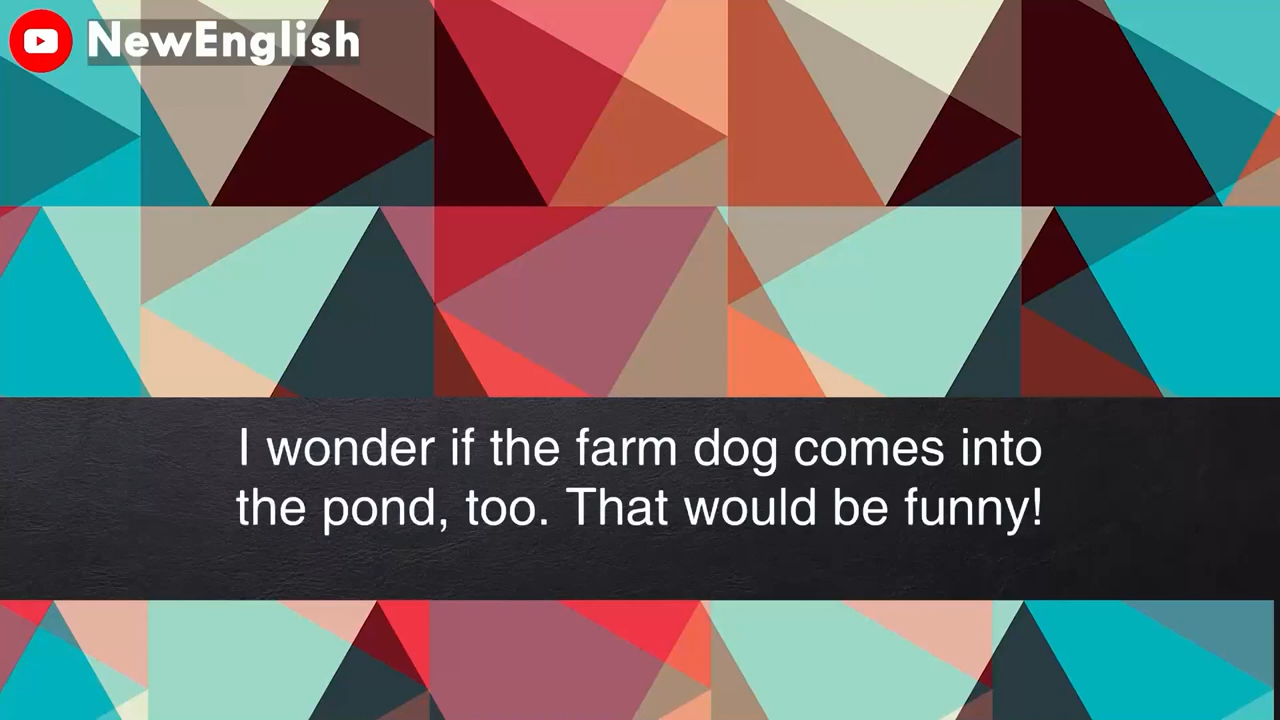 NewEnglish
I wonder if the farm dog comes into
the pond, too. That would be funny!